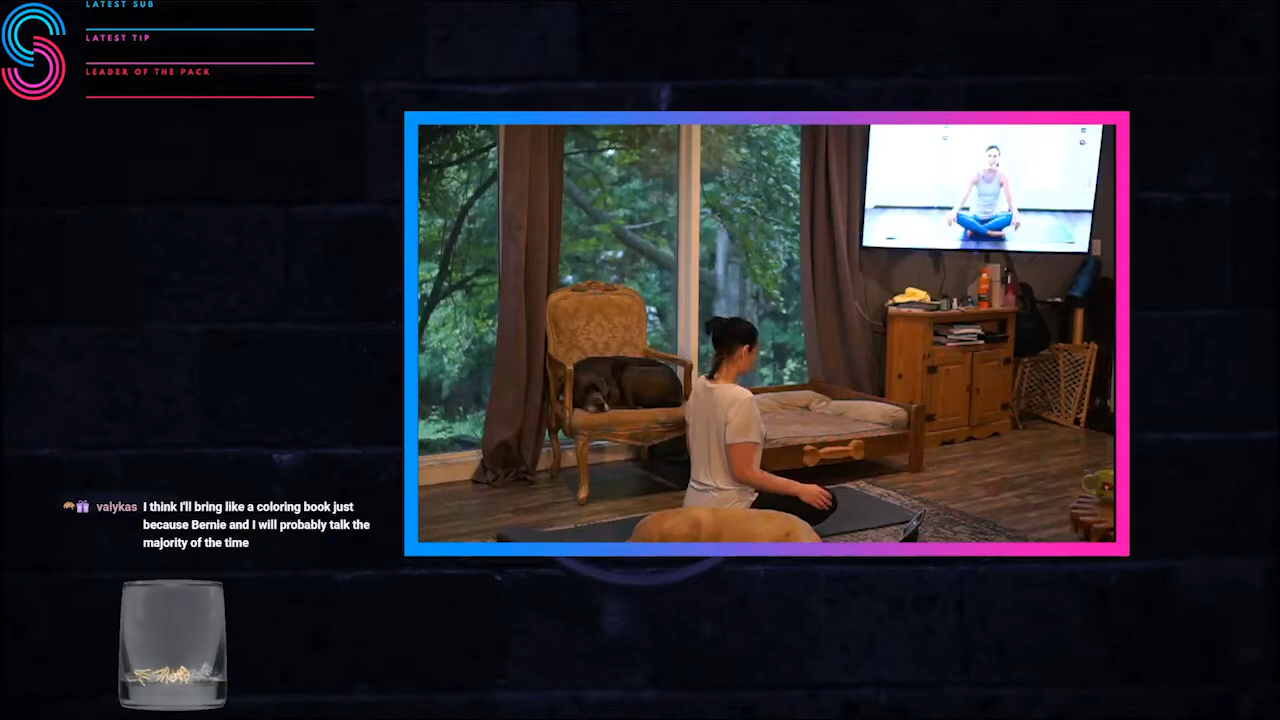 LATEST SUB
LATEST TIP
LEADER OF THE PACK
valykas I think I'll bring like a coloring book just
because Bernie and I will probably talk the
majority of the time